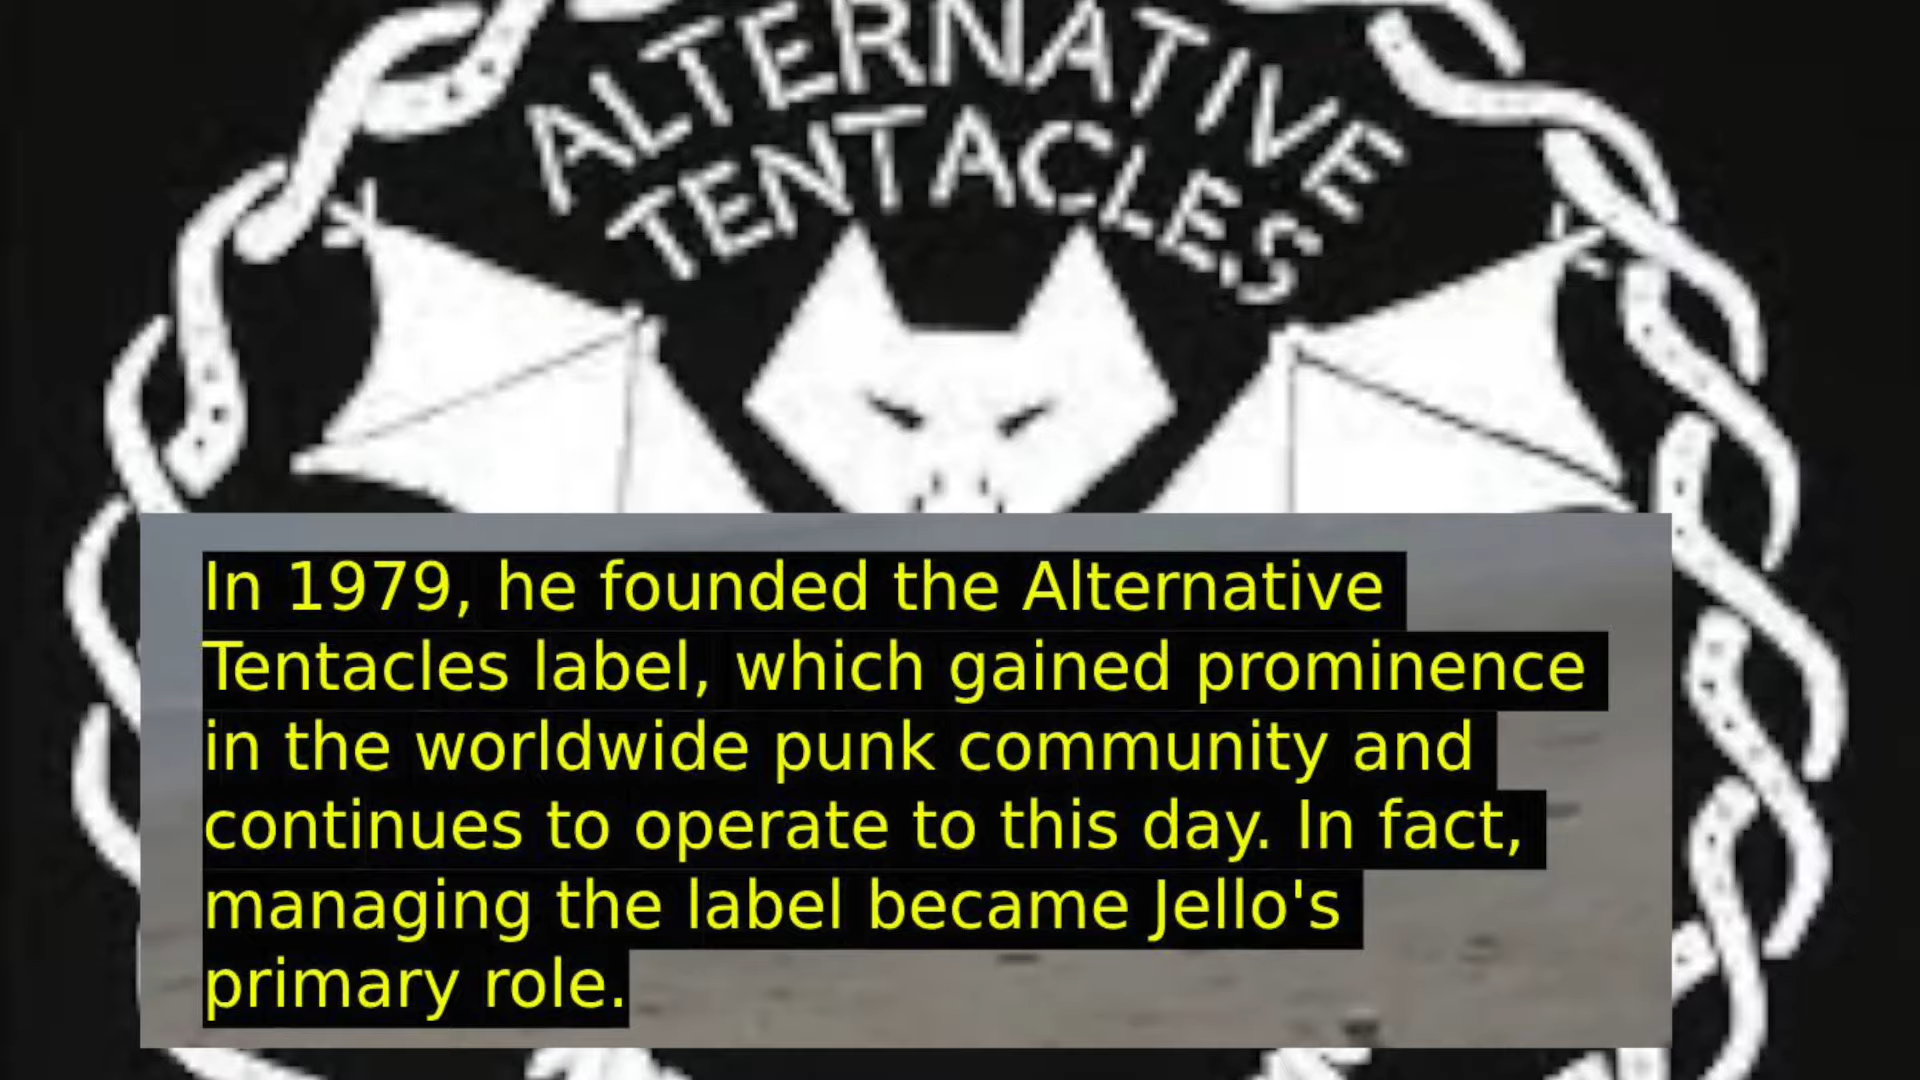 ALTERNATIVE
TENTACLES
In 1979, he founded the Alternative
Tentacles label, which gained prominence
in the worldwide punk community and
continues to operate to this day. In fact,
managing the label became Jello's
primary role.